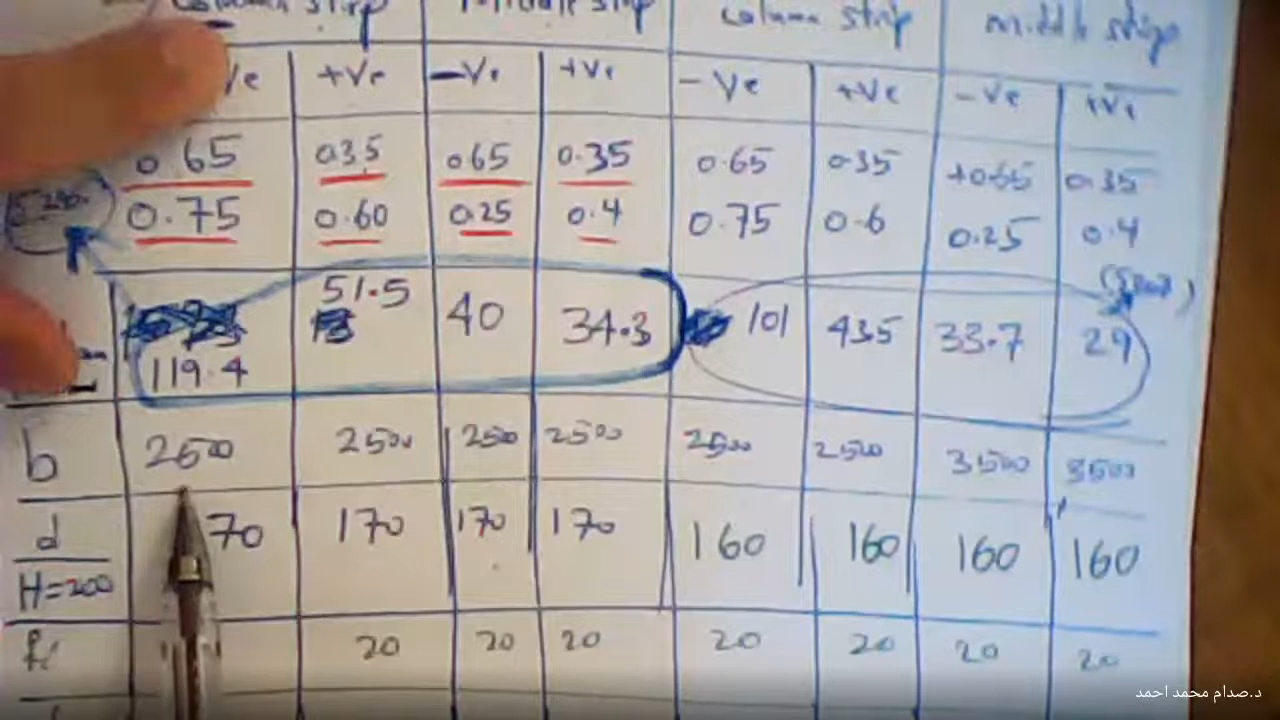 column strip middle strip column strip middle strip
Ve +Ve -Ve +Ve -Ve +Ve -Ve +Ve
0.65 0.35 0.65 0.35 0.65 0.35 +0.65 0.35
0.75 0.60 0.25 0.4 0.75 0.6 0.25 0.4
51.5 40 34.3 101 43.5 33.7 29
119.4
b 2500 2500 2500 2500 2500 2500 3500 3500
d 70 170 170 170 160 160 160 160
H=200
20 20 20 20 20 20 20
د.صدام محمد احمد